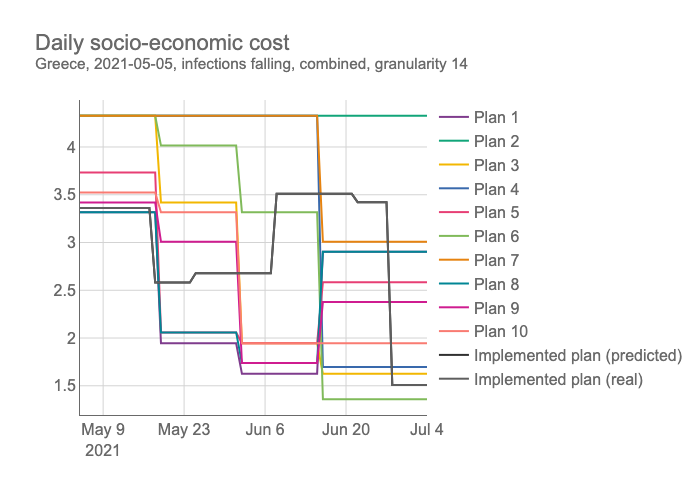 Daily socio-economic cost
Greece, 2021-05-05, infections falling, combined, granularity 14
4
3.5
3
2.5
2
1.5
May 9
2021
May 23
Jun 6
Jun 20
Jul 4
Plan 1
Plan 2
Plan 3
Plan 4
Plan 5
Plan 6
Plan 7
Plan 8
Plan 9
Plan 10
Implemented plan (predicted)
Implemented plan (real)